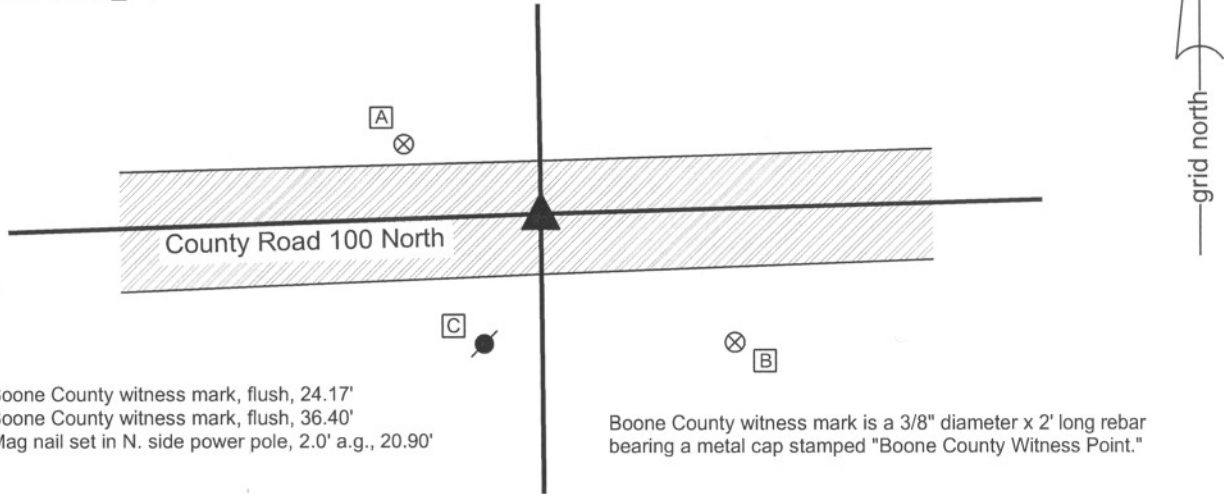 A
grid north
County Road 100 North
C
B
County witness mark, flush, 24.17'
County witness mark, flush, 36.40'
Mag nail set in N. side power pole, 2.0' a.g., 20.90'
Boone County witness mark is a 3/8" diameter x 2' long rebar
bearing a metal cap stamped "Boone County Witness Point."